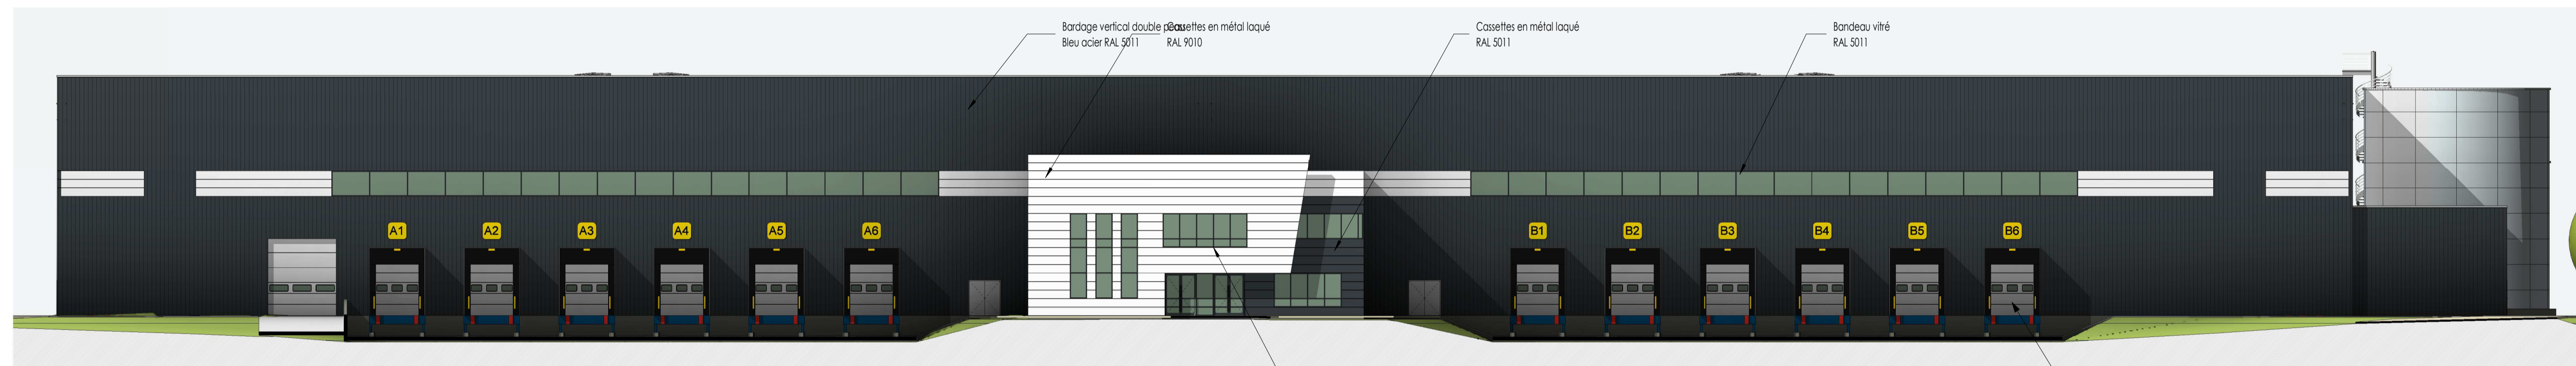 Bardage vertical double peau
Bleu acier RAL 5011
Cassettes en métal laqué
RAL 9010
Cassettes en métal laqué
RAL 5011
Bandeau vitré
RAL 5011
A1 A2 A3 A4 A5 A6
B1 B2 B3 B4 B5 B6